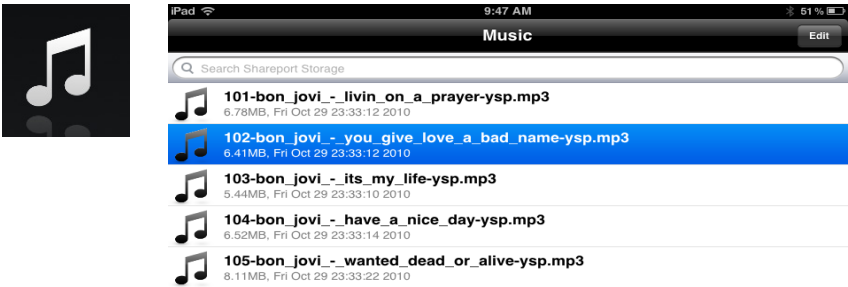 iPad 9:47 AM 51 %
Music
Edit
Search Shareport Storage
101-bon_jovi_-_livin_on_a_prayer-ysp.mp3
6.78MB, Fri Oct 29 23:33:12 2010
102-bon_jovi_-_you_give_love_a_bad_name-ysp.mp3
6.41MB, Fri Oct 29 23:33:12 2010
103-bon_jovi_-_its_my_life-ysp.mp3
5.44MB, Fri Oct 29 23:33:10 2010
104-bon_jovi_-_have_a_nice_day-ysp.mp3
6.52MB, Fri Oct 29 23:33:14 2010
105-bon_jovi_-_wanted_dead_or_alive-ysp.mp3
8.11MB, Fri Oct 29 23:33:22 2010